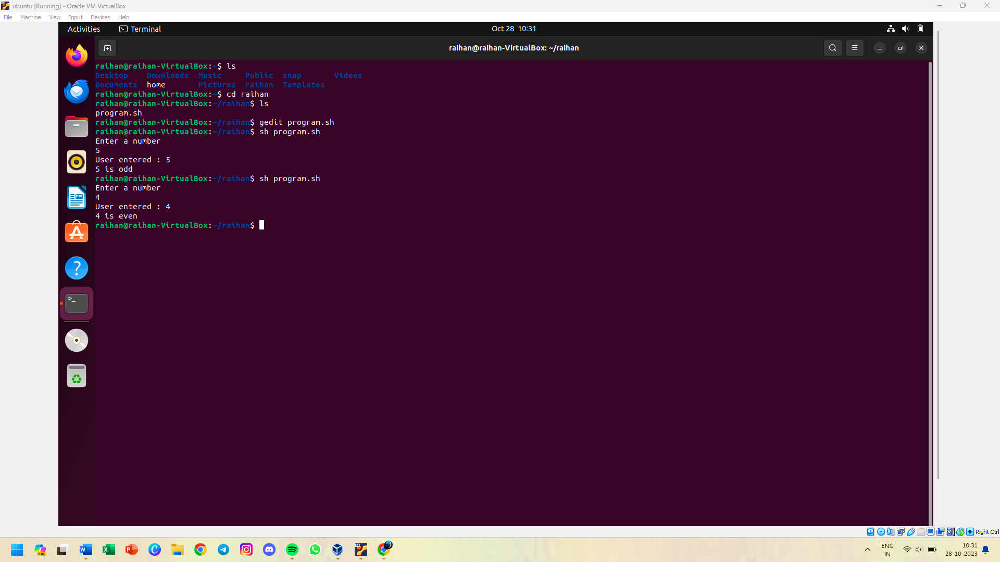 ubuntu [Running] - Oracle VM VirtualBox
File Machine View Input Devices Help
Activities Terminal Oct 28 10:31
raihan@raihan-VirtualBox: ~/raihan
raihan@raihan-VirtualBox:~$ ls
Desktop Downloads Music Public snap Videos
Documents home Pictures raihan Templates
raihan@raihan-VirtualBox:~$ cd raihan
raihan@raihan-VirtualBox:~/raihan$ ls
program.sh
raihan@raihan-VirtualBox:~/raihan$ gedit program.sh
raihan@raihan-VirtualBox:~/raihan$ sh program.sh
Enter a number
5
User entered : 5
5 is odd
raihan@raihan-VirtualBox:~/raihan$ sh program.sh
Enter a number
4
User entered : 4
4 is even
raihan@raihan-VirtualBox:~/raihan$
Right Ctrl
PRE
ENG
IN
10:31
28-10-2023